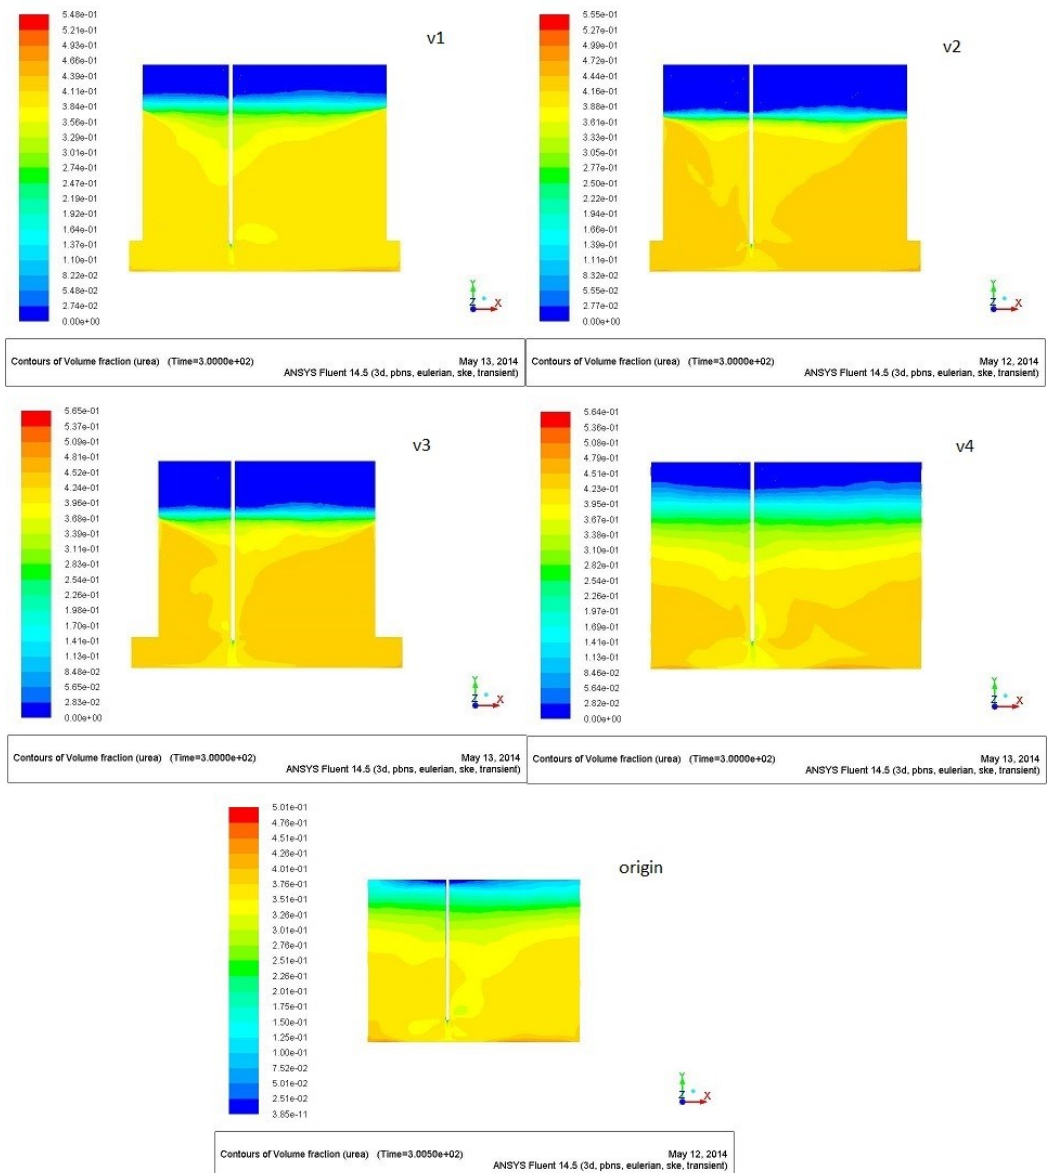 v1
5.48e-01
5.21e-01
4.93e-01
4.66e-01
4.39e-01
4.11e-01
3.84e-01
3.56e-01
3.29e-01
3.01e-01
2.74e-01
2.47e-01
2.19e-01
1.92e-01
1.64e-01
1.37e-01
1.10e-01
8.22e-02
5.48e-02
2.74e-02
0.00e+00
Y
Z X
Contours of Volume fraction (urea) (Time=3.0000e+02) May 13, 2014
ANSYS Fluent 14.5 (3d, pbns, eulerian, ske, transient)
v2
5.55e-01
5.27e-01
4.99e-01
4.72e-01
4.44e-01
4.16e-01
3.88e-01
3.61e-01
3.33e-01
3.05e-01
2.77e-01
2.50e-01
2.22e-01
1.94e-01
1.66e-01
1.39e-01
1.11e-01
8.32e-02
5.55e-02
2.77e-02
0.00e+00
Y
Z X
Contours of Volume fraction (urea) (Time=3.0000e+02) May 12, 2014
ANSYS Fluent 14.5 (3d, pbns, eulerian, ske, transient)
v3
5.65e-01
5.37e-01
5.09e-01
4.81e-01
4.52e-01
4.24e-01
3.96e-01
3.68e-01
3.39e-01
3.11e-01
2.83e-01
2.54e-01
2.26e-01
1.98e-01
1.70e-01
1.41e-01
1.13e-01
8.48e-02
5.65e-02
2.83e-02
0.00e+00
Y
Z X
Contours of Volume fraction (urea) (Time=3.0000e+02) May 13, 2014
ANSYS Fluent 14.5 (3d, pbns, eulerian, ske, transient)
v4
5.64e-01
5.36e-01
5.08e-01
4.79e-01
4.51e-01
4.23e-01
3.95e-01
3.67e-01
3.38e-01
3.10e-01
2.82e-01
2.54e-01
2.26e-01
1.97e-01
1.69e-01
1.41e-01
1.13e-01
8.46e-02
5.64e-02
2.82e-02
0.00e+00
Y
Z X
Contours of Volume fraction (urea) (Time=3.0000e+02) May 13, 2014
ANSYS Fluent 14.5 (3d, pbns, eulerian, ske, transient)
origin
5.01e-01
4.76e-01
4.51e-01
4.26e-01
4.01e-01
3.76e-01
3.51e-01
3.26e-01
3.01e-01
2.76e-01
2.51e-01
2.26e-01
2.01e-01
1.75e-01
1.50e-01
1.25e-01
1.00e-01
7.52e-02
5.01e-02
2.51e-02
3.85e-11
Y
Z X
Contours of Volume fraction (urea) (Time=3.0050e+02) May 12, 2014
ANSYS Fluent 14.5 (3d, pbns, eulerian, ske, transient)